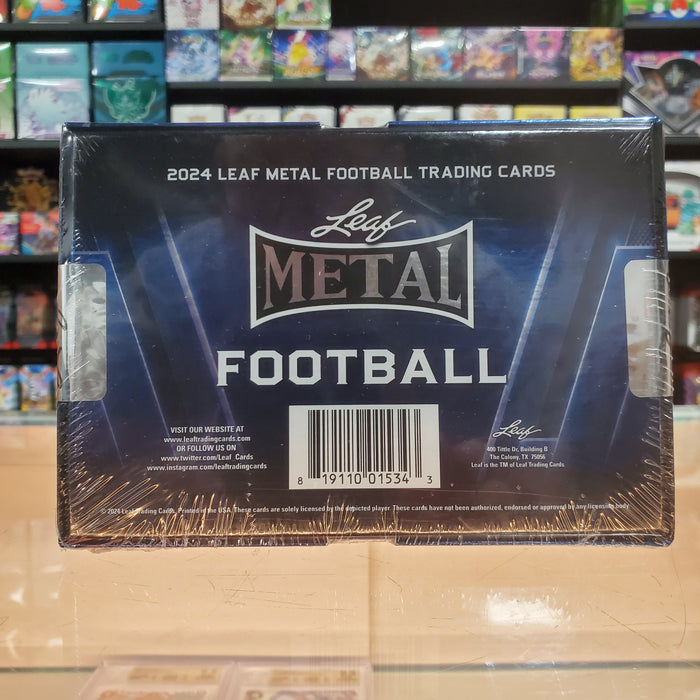 2024 LEAF METAL FOOTBALL TRADING CARDS
Leaf
METAL
FOOTBALL
VISIT OUR WEBSITE AT
www.leaftradingcards.com
OR FOLLOW US ON
www.twitter.com/Leaf_Cards
www.instagram.com/leaftradingcards
8 19110 01534 3
Leaf
400 Tittle Dr, Building B
The Colony, TX 75056
Leaf is the TM of Leaf Trading Cards
© 2024 Leaf Trading Cards, Printed in the USA. These cards are solely licensed by the depicted player. These cards have not been authorized, endorsed or approved by any licensing body